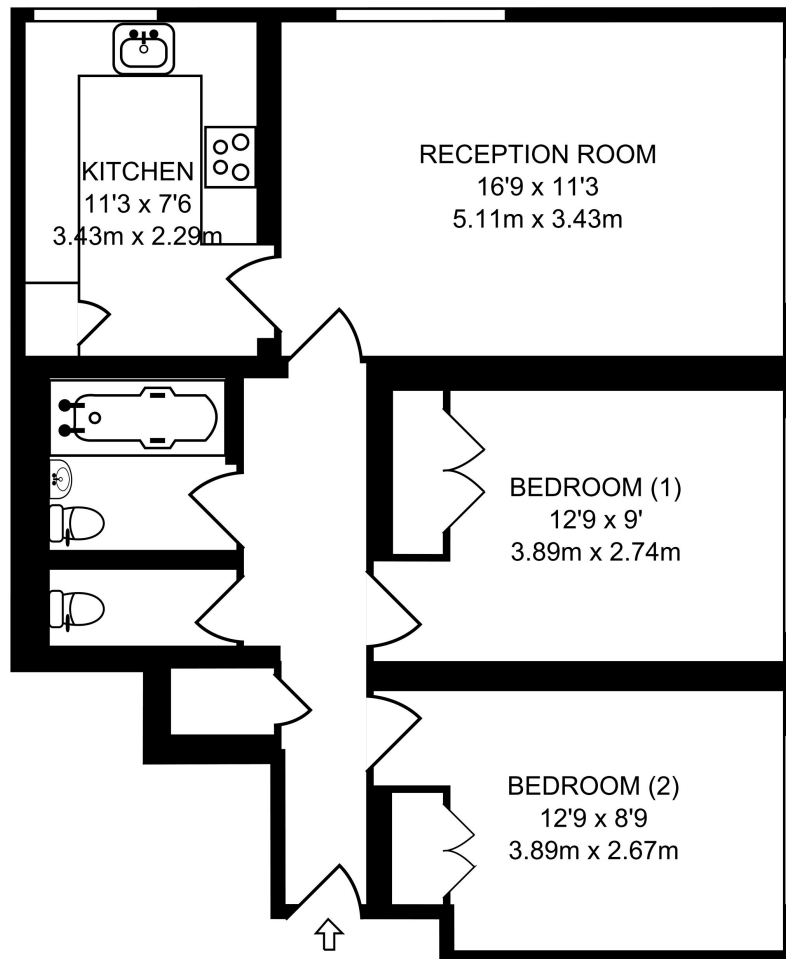 KITCHEN
11'3 x 7'6
3.43m x 2.29m
RECEPTION ROOM
16'9 x 11'3
5.11m x 3.43m
BEDROOM (1)
12'9 x 9'
3.89m x 2.74m
BEDROOM (2)
12'9 x 8'9
3.89m x 2.67m